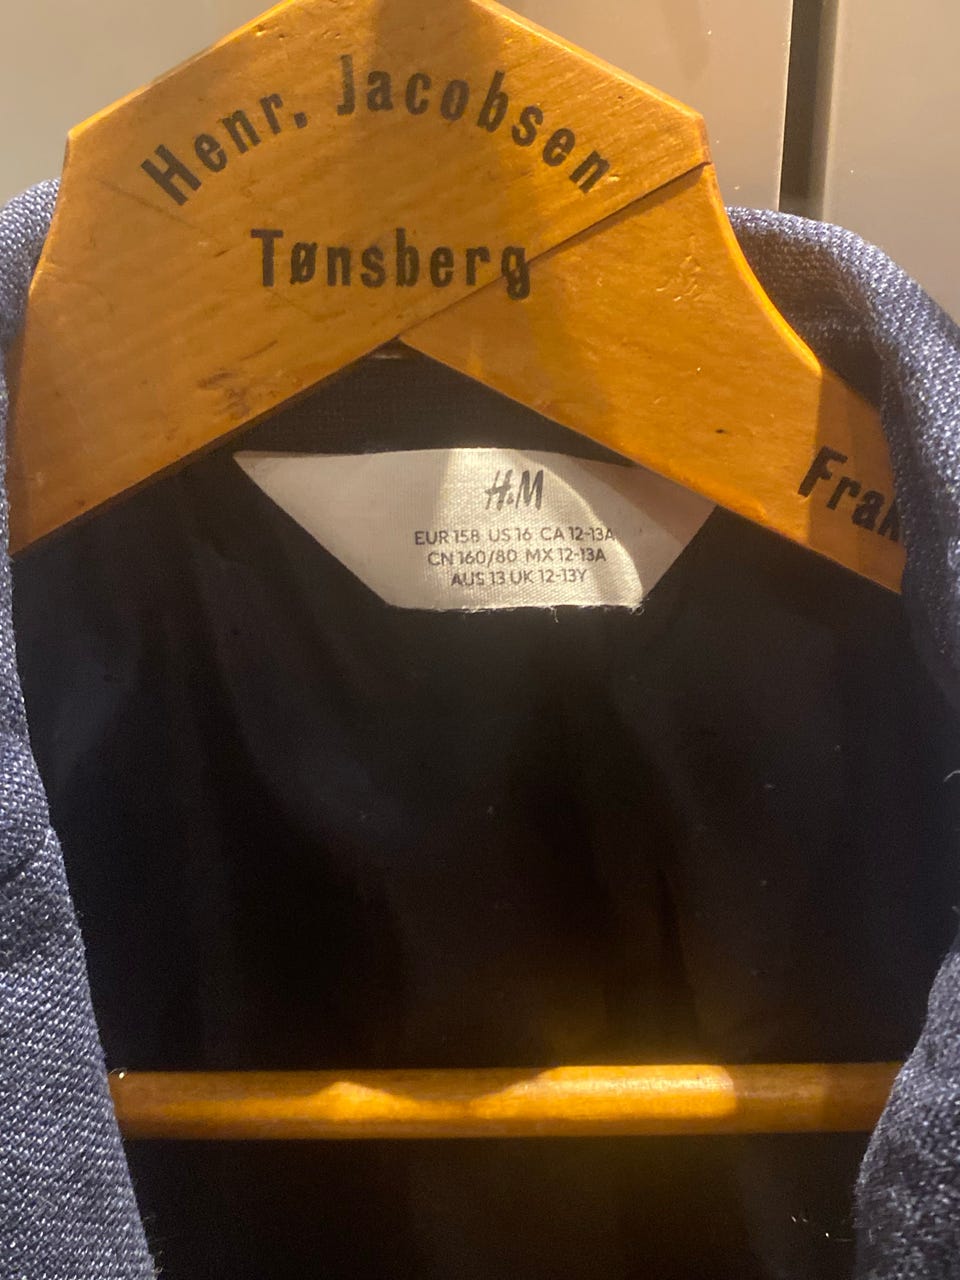 Henr. Jacobsen
Tønsberg
H&M
EUR 158 US 16 CA 12-13A
CN 160/80 MX 12-13A
AUS 13 UK 12-13Y